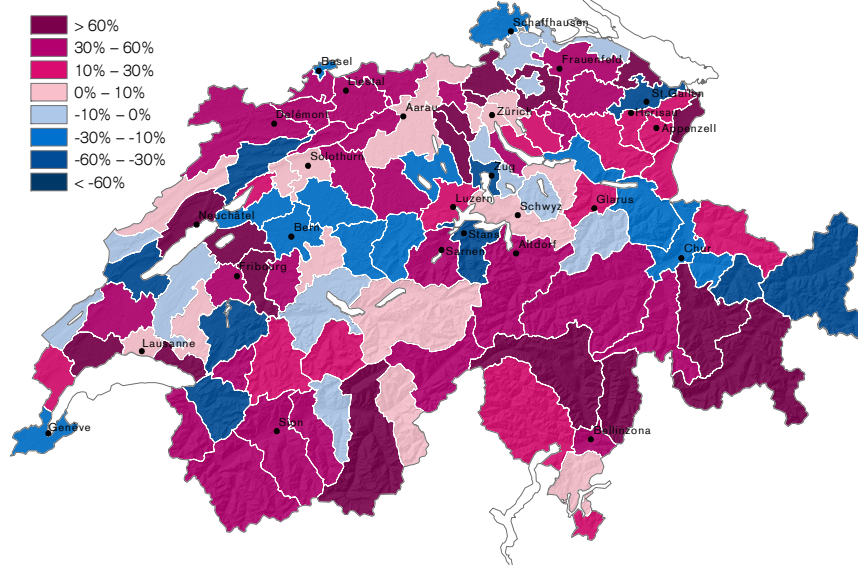 > 60%
30% – 60%
10% – 30%
0% – 10%
-10% – 0%
-30% – -10%
-60% – -30%
< -60%
Schaffhausen
Basel
Frauenfeld
Liestal
St.Gallen
Herisau
Aarau
Zürich
Delémont
Appenzell
Solothurn
Zug
Luzern
Glarus
Schwyz
Neuchâtel
Bern
Stans
Sarnen
Altdorf
Chur
Fribourg
Lausanne
Genève
Sion
Bellinzona